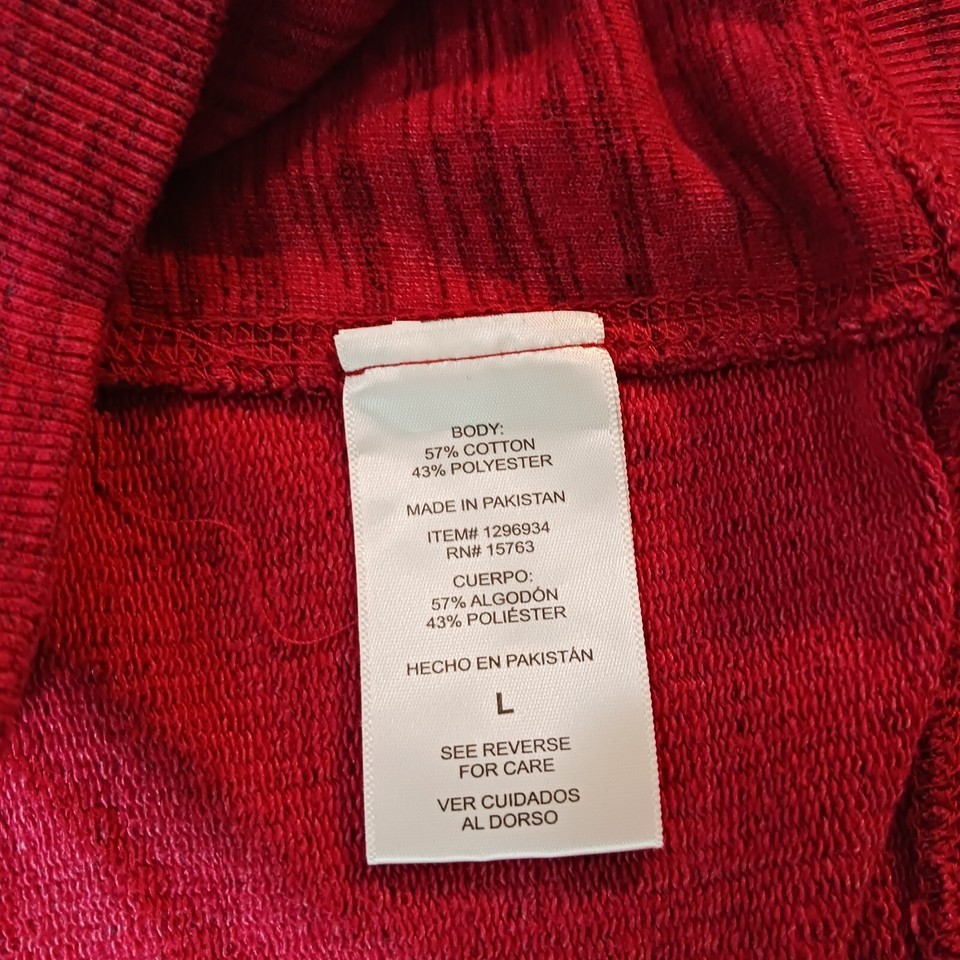 BODY:
57% COTTON
43% POLYESTER
MADE IN PAKISTAN
ITEM# 1296934
RN# 15763
CUERPO:
57% ALGODÓN
43% POLIÉSTER
HECHO EN PAKISTÁN
L
SEE REVERSE
FOR CARE
VER CUIDADOS
AL DORSO